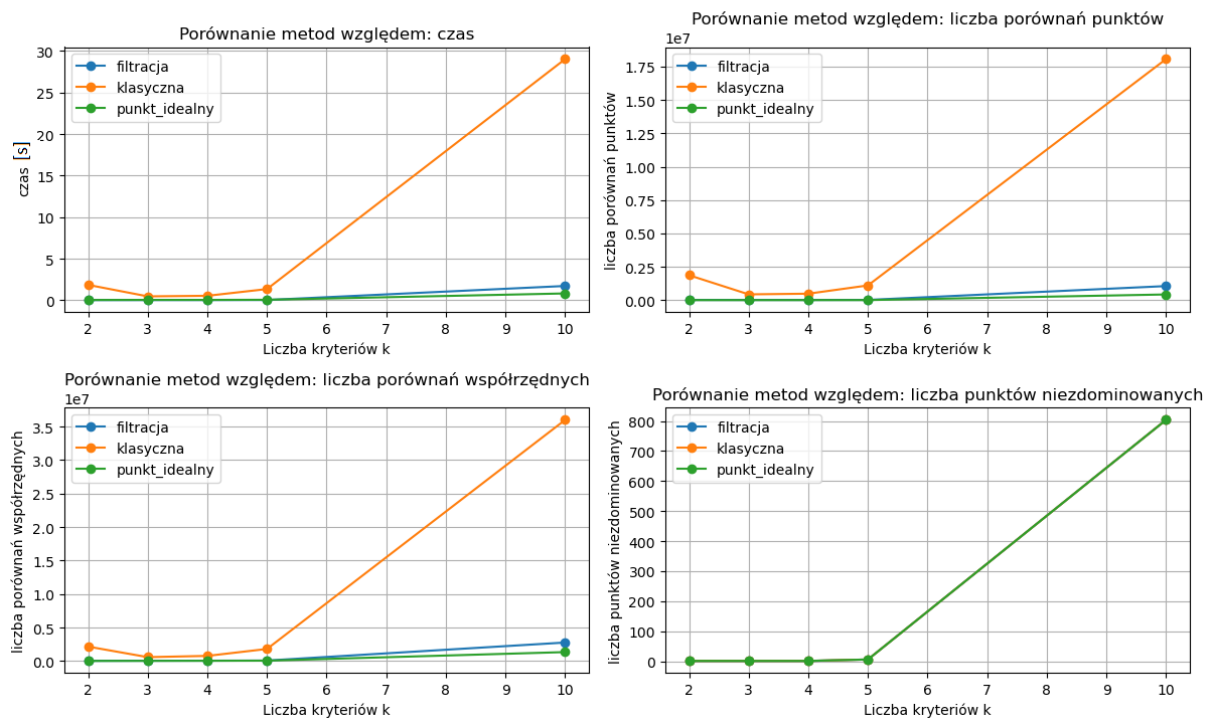 Porównanie metod względem: czas
30
25
20
15
10
5
0
czas [s]
filtracja
klasyczna
punkt_idealny
2 3 4 5 6 7 8 9 10
Liczba kryteriów k
Porównanie metod względem: liczba porównań punktów
1e7
1.75
1.50
1.25
1.00
0.75
0.50
0.25
0.00
liczba porównań punktów
filtracja
klasyczna
punkt_idealny
2 3 4 5 6 7 8 9 10
Liczba kryteriów k
Porównanie metod względem: liczba porównań współrzędnych
1e7
3.5
3.0
2.5
2.0
1.5
1.0
0.5
0.0
liczba porównań współrzędnych
filtracja
klasyczna
punkt_idealny
2 3 4 5 6 7 8 9 10
Liczba kryteriów k
Porównanie metod względem: liczba punktów niezdominowanych
800
700
600
500
400
300
200
100
0
liczba punktów niezdominowanych
filtracja
klasyczna
punkt_idealny
2 3 4 5 6 7 8 9 10
Liczba kryteriów k